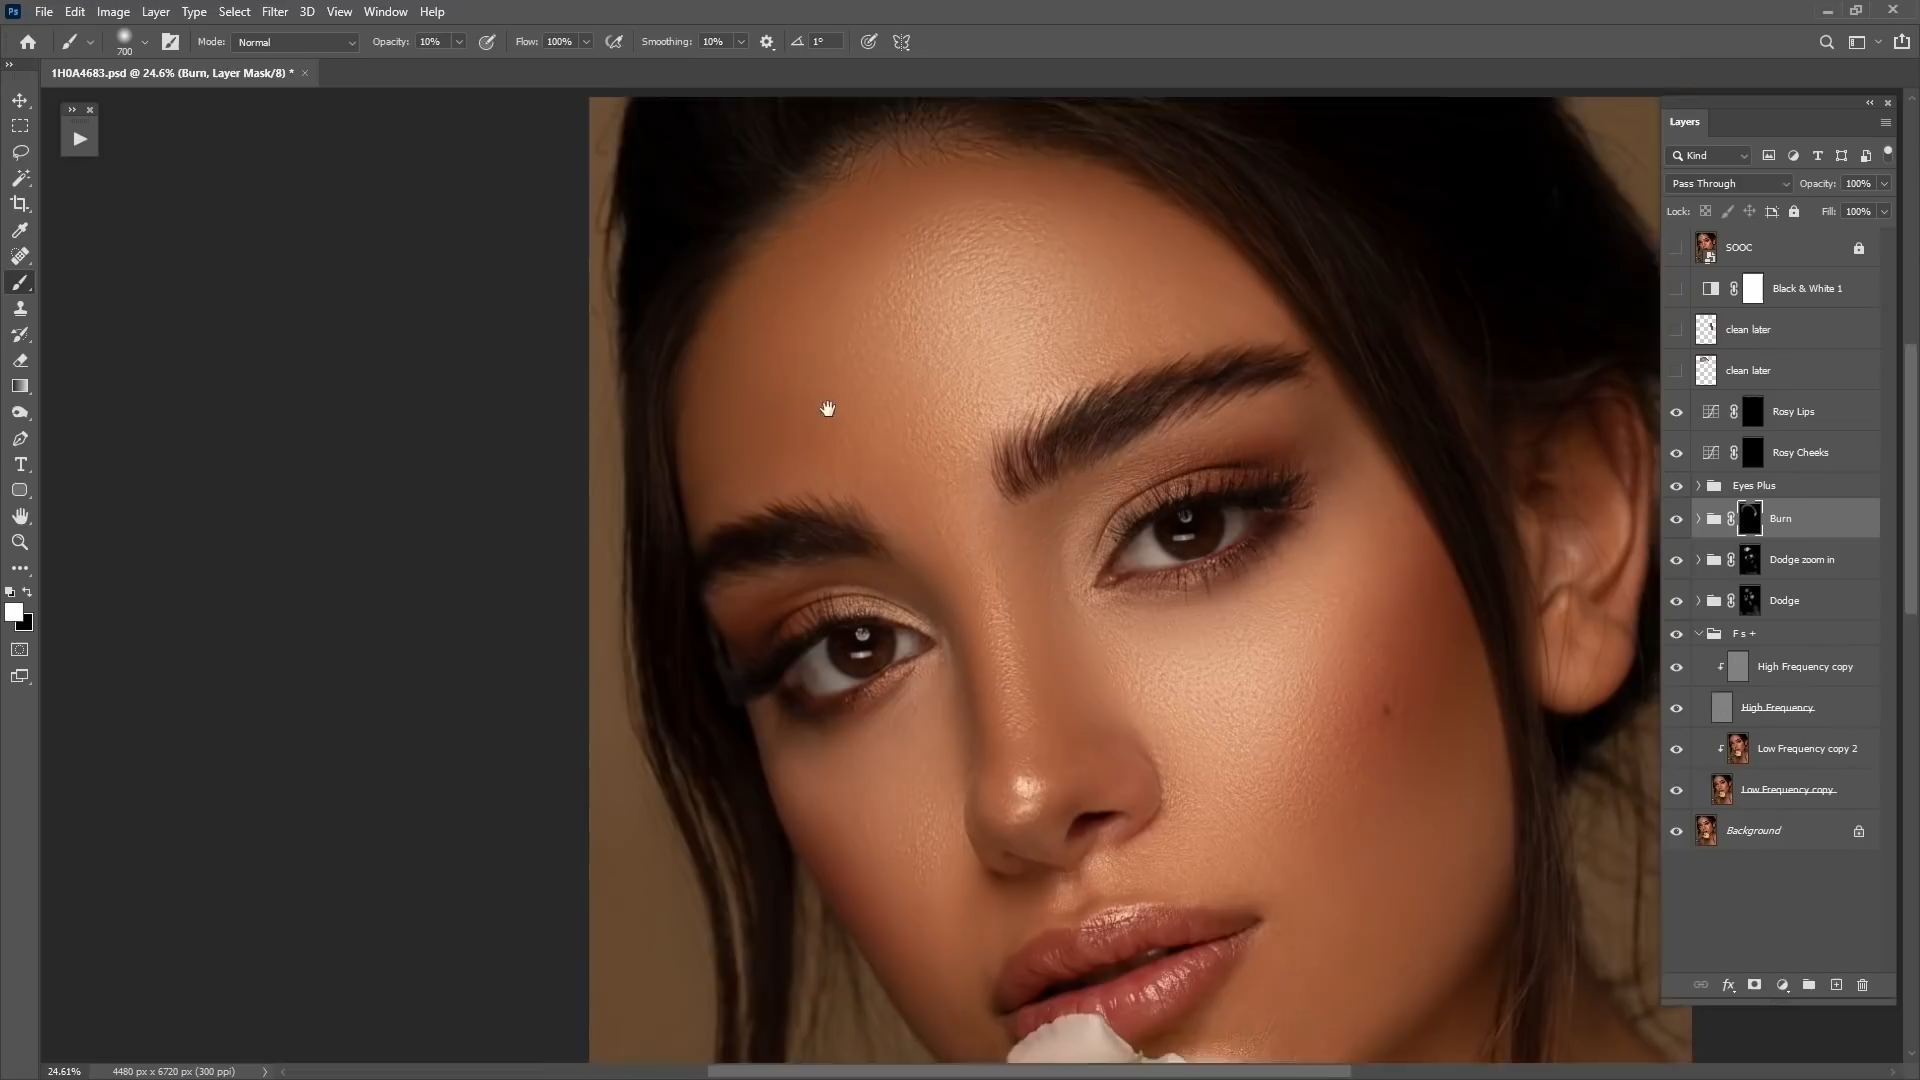 Ps File Edit Image Layer Type Select Filter 3D View Window Help
700 Mode: Normal Opacity: 10% Flow: 100% Smoothing: 10% 1°
1H0A4683.psd @ 24.6% (Burn, Layer Mask/8) *
Layers
Kind
Pass Through Opacity: 100%
Lock: Fill: 100%
SOOC
Black & White 1
clean later
clean later
Rosy Lips
Rosy Cheeks
Eyes Plus
Burn
Dodge zoom in
Dodge
F s +
High Frequency copy
High Frequency
Low Frequency copy 2
Low Frequency copy
Background
24.61% 4480 px x 6720 px (300 ppi)